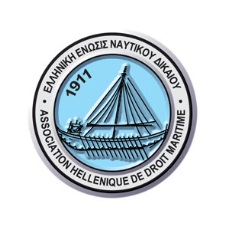 ΕΛΛΗΝΙΚΗ ΕΝΩΣΙΣ ΝΑΥΤΙΚΟΥ ΔΙΚΑΙΟΥ
1911
ASSOCIATION HELLENIQUE DE DROIT MARITIME